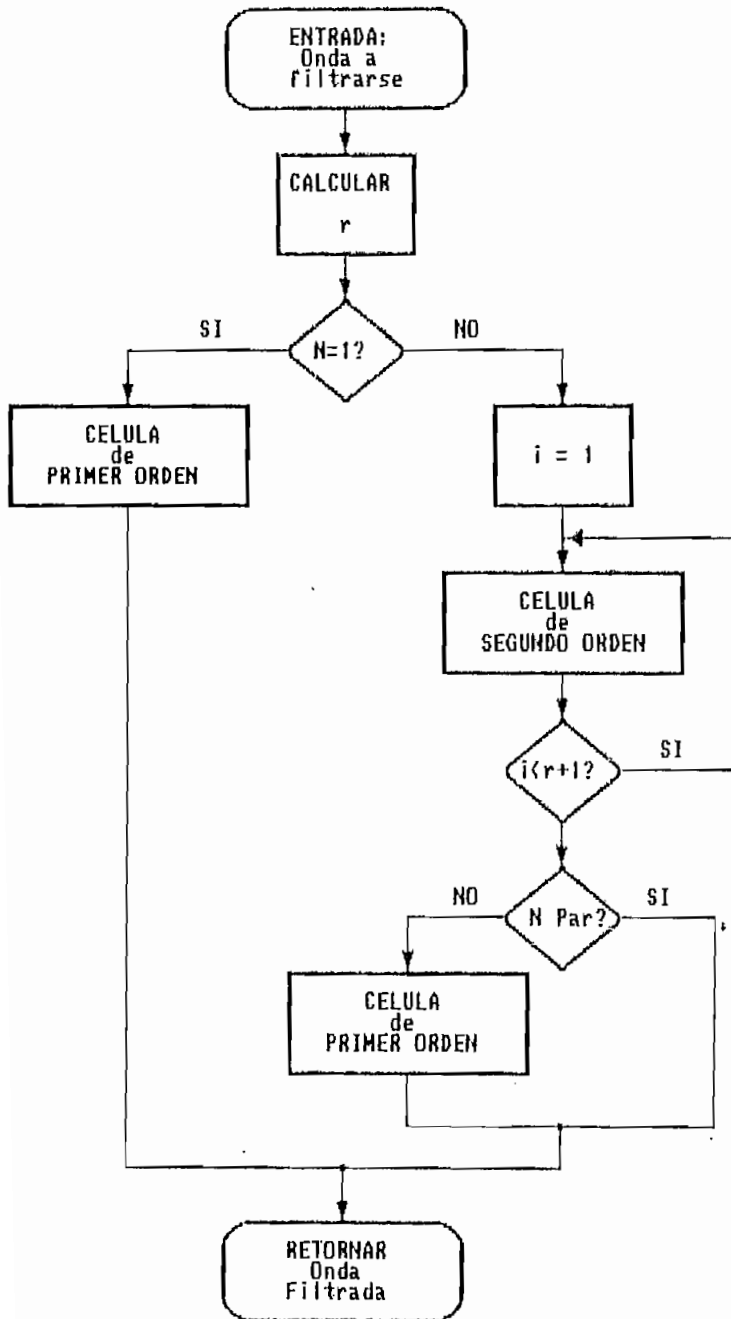 ENTRADA:
Onda a
filtrarse
CALCULAR
r
SI
N=1?
NO
CELULA
de
PRIMER ORDEN
i = 1
CELULA
de
SEGUNDO ORDEN
i<r+1?
SI
NO
N Par?
SI
CELULA
de
PRIMER ORDEN
RETORNAR
Onda
Filtrada